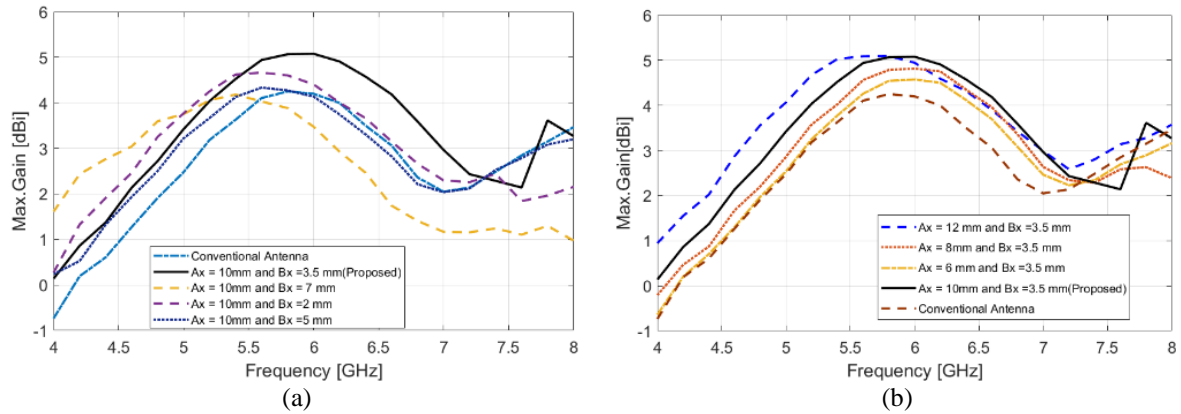 6
5
4
3
2
1
0
-1
Max.Gain [dBi]
Conventional Antenna
Ax = 10mm and Bx =3.5 mm(Proposed)
Ax = 10mm and Bx = 7 mm
Ax = 10mm and Bx =2 mm
Ax = 10mm and Bx =5 mm
4 4.5 5 5.5 6 6.5 7 7.5 8
Frequency [GHz]
(a)
6
5
4
3
2
1
0
-1
Max.Gain[dBi]
Ax = 12 mm and Bx =3.5 mm
Ax = 8mm and Bx =3.5 mm
Ax = 6 mm and Bx =3.5 mm
Ax = 10mm and Bx =3.5 mm(Proposed)
Conventional Antenna
4 4.5 5 5.5 6 6.5 7 7.5 8
Frequency [GHz]
(b)